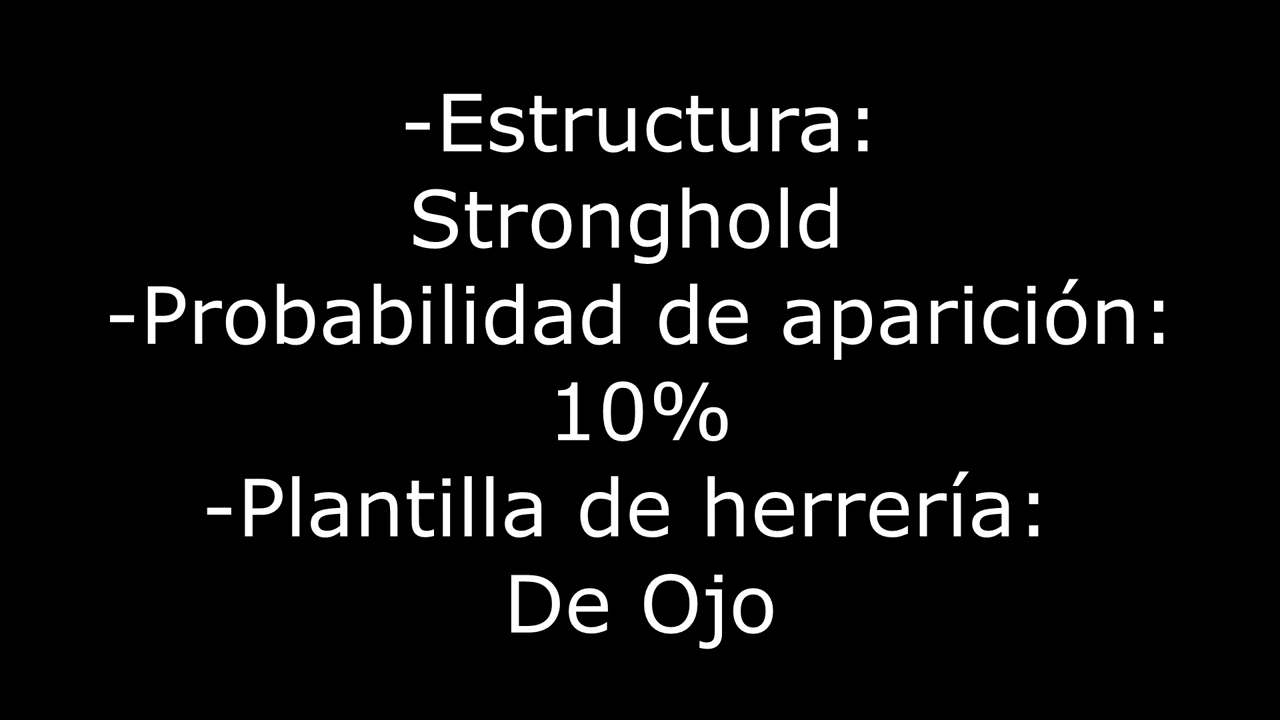 -Estructura:
Stronghold
-Probabilidad de aparición:
10%
-Plantilla de herrería:
De Ojo